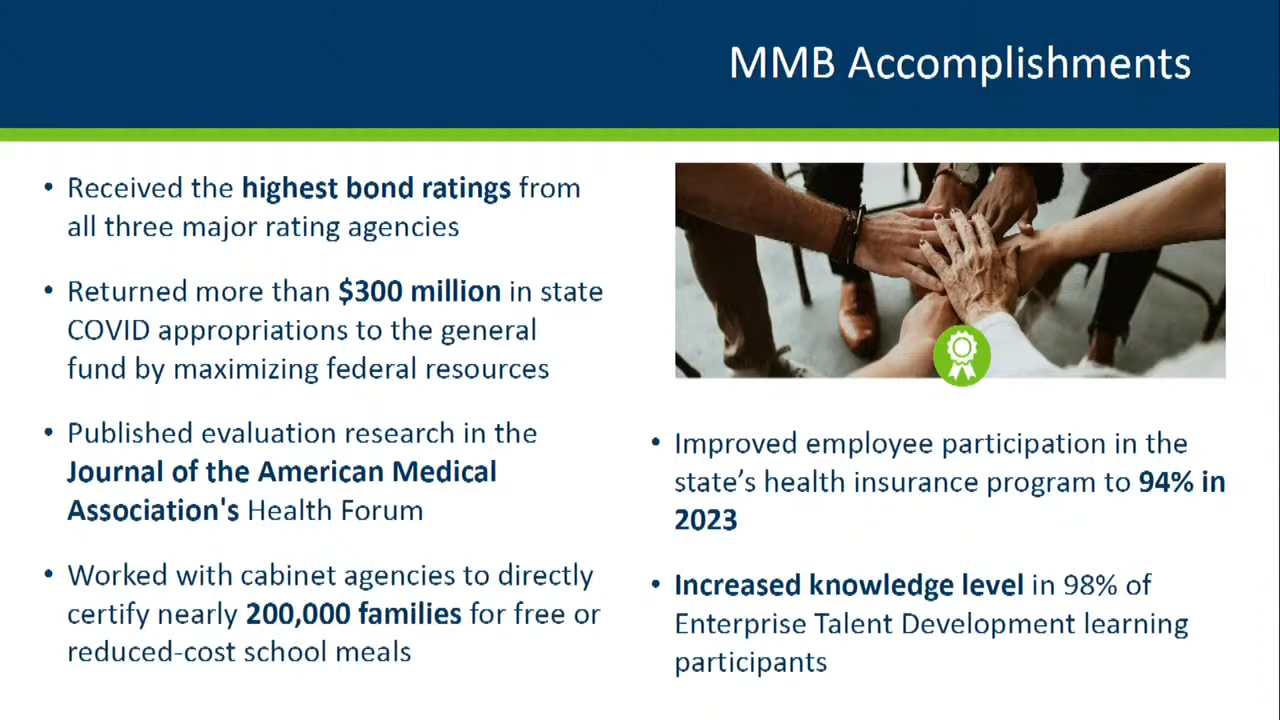 MMB Accomplishments
• Received the highest bond ratings from
all three major rating agencies
• Returned more than $300 million in state
COVID appropriations to the general
fund by maximizing federal resources
• Published evaluation research in the
Journal of the American Medical
Association's Health Forum
• Worked with cabinet agencies to directly
certify nearly 200,000 families for free or
reduced-cost school meals
• Improved employee participation in the
state’s health insurance program to 94% in
2023
• Increased knowledge level in 98% of
Enterprise Talent Development learning
participants